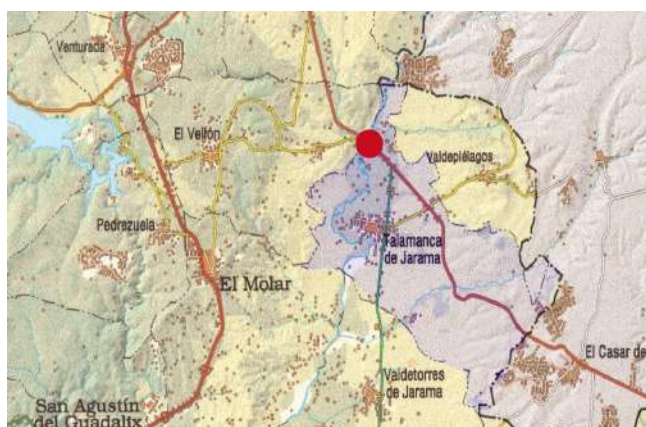 Venturada
El Vellón
Valdepiélagos
Pedrezuela
Talamanca
de Jarama
El Molar
El Casar de
Valdetorres
de Jarama
San Agustín
del Guadalix